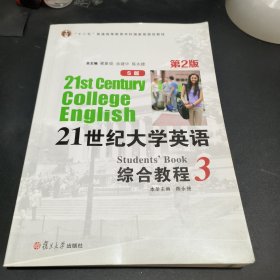 "十二五"普通高等教育本科国家级规划教材
第2版
S版
21st Century
College
English
21世纪大学英语
Students' Book
综合教程 3
复旦大学出版社